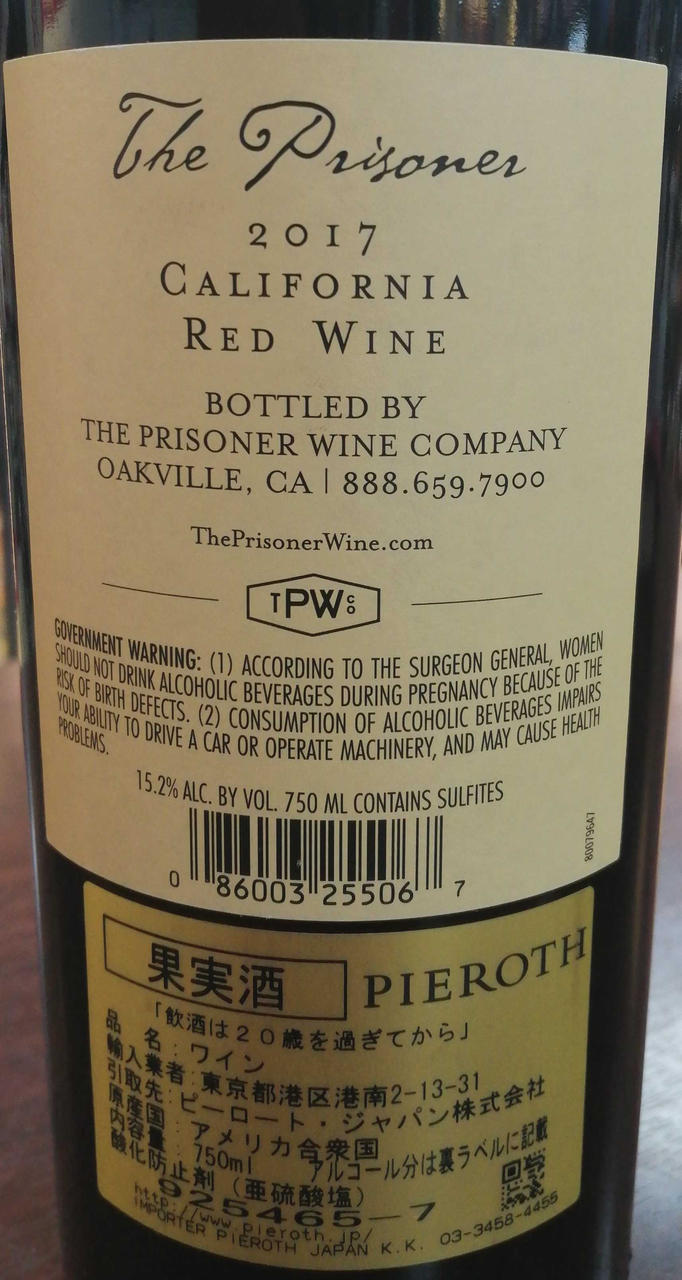 The Prisoner
2017
CALIFORNIA
RED WINE
BOTTLED BY
THE PRISONER WINE COMPANY
OAKVILLE, CA | 888.659.7900
ThePrisonerWine.com
TPWCO
GOVERNMENT WARNING: (1) ACCORDING TO THE SURGEON GENERAL, WOMEN
SHOULD NOT DRINK ALCOHOLIC BEVERAGES DURING PREGNANCY BECAUSE OF THE
RISK OF BIRTH DEFECTS. (2) CONSUMPTION OF ALCOHOLIC BEVERAGES IMPAIRS
YOUR ABILITY TO DRIVE A CAR OR OPERATE MACHINERY, AND MAY CAUSE HEALTH
PROBLEMS.
15.2% ALC. BY VOL. 750 ML CONTAINS SULFITES
80079647
0 86003 25506 7
果実酒 PIEROTH
「飲酒は20歳を過ぎてから」
品名:ワイン
輸入業者:東京都港区港南2-13-31
引取先:ピーロート・ジャパン株式会社
原産国:アメリカ合衆国
内容量:750ml アルコール分は裏ラベルに記載
酸化防止剤(亜硫酸塩)
925465-7
http://www.pieroth.jp/
IMPORTER PIEROTH JAPAN K.K. 03-3458-4455